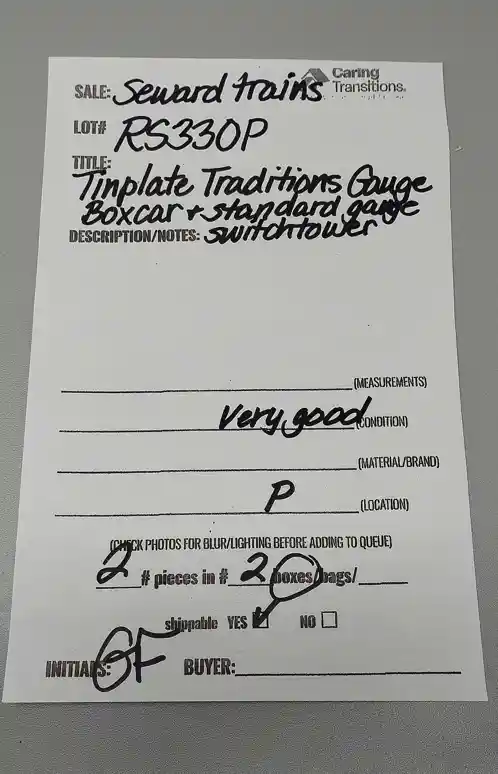 Caring
SALE: Seward trains Transitions.
LOT# RS330P
TITLE:
Tinplate Traditions Gauge
Boxcar + standard gauge
DESCRIPTION/NOTES: switchtower
(MEASUREMENTS)
very good (CONDITION)
(MATERIAL/BRAND)
P (LOCATION)
(CHECK PHOTOS FOR BLUR/LIGHTING BEFORE ADDING TO QUEUE)
2 # pieces in # 2 boxes/bags/
shippable YES NO
INITIALS: GF BUYER: